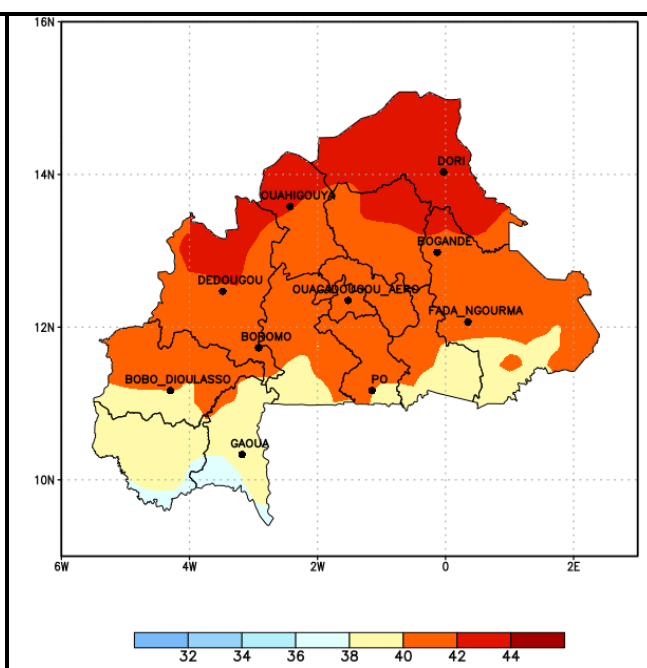 16N
14N
DORI
OUAHIGOUYA
BOGANDE
DEDOUGOU
OUAGADOUGOU_AERO
FADA_NGOURMA
12N
BOROMO
BOBO_DIOULASSO
PO
GAOUA
10N
6W 4W 2W 0 2E
32 34 36 38 40 42 44